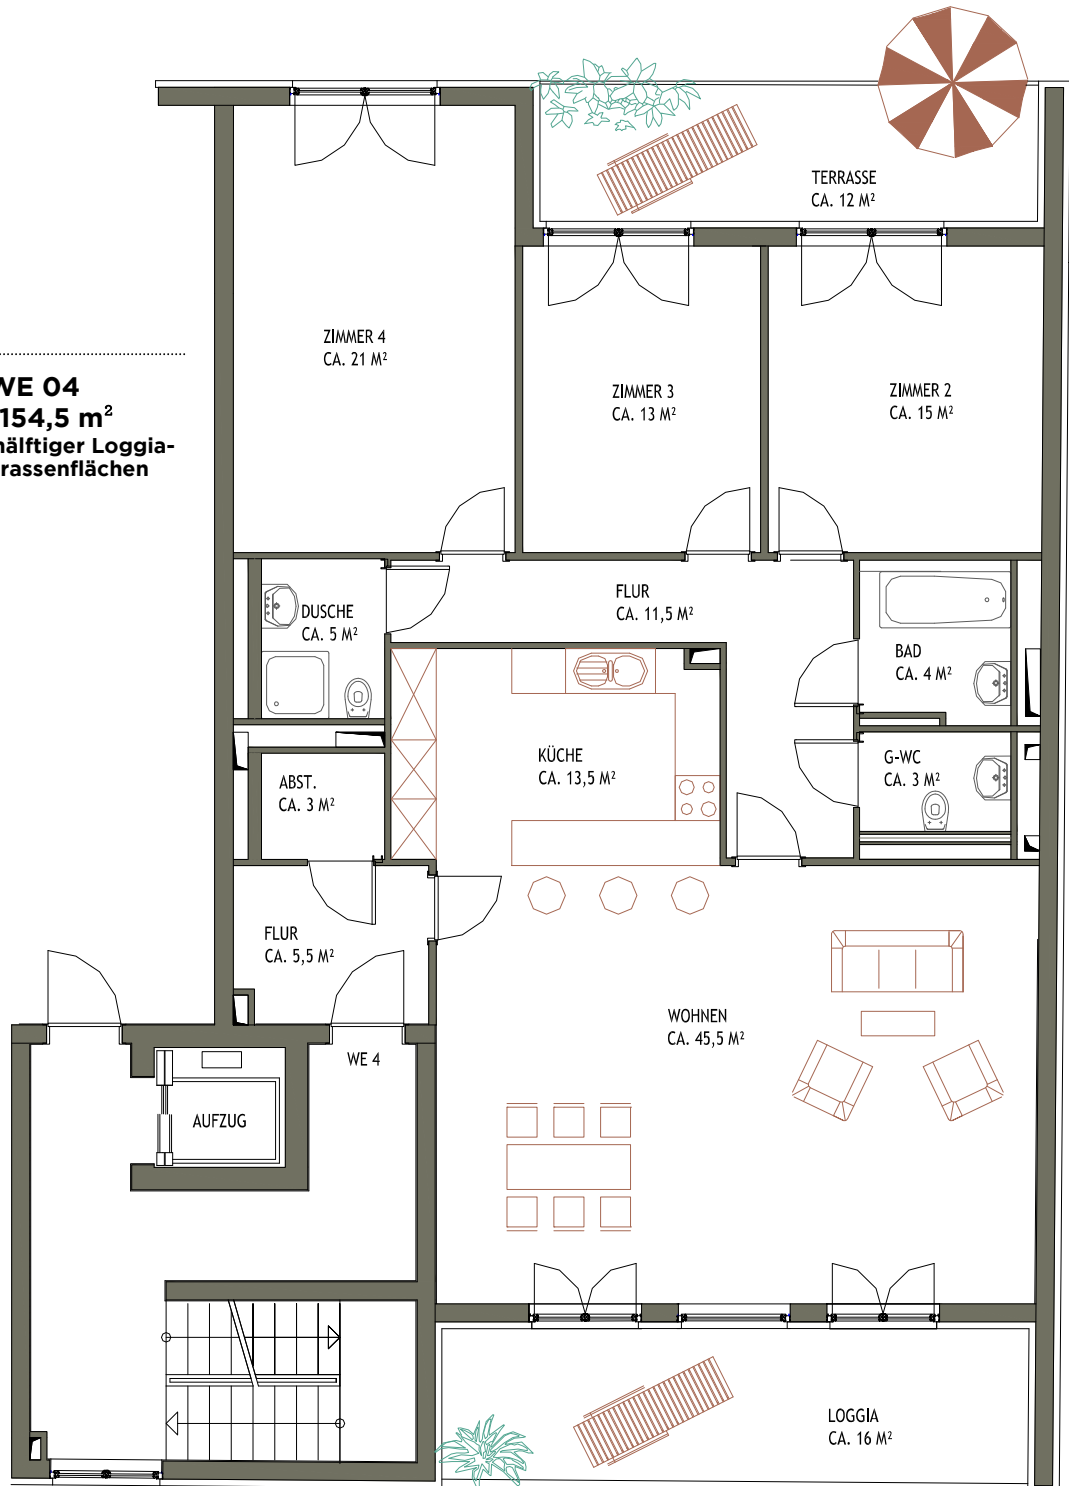 TERRASSE
CA. 12 M²
ZIMMER 4
CA. 21 M²
ZIMMER 3
CA. 13 M²
ZIMMER 2
CA. 15 M²
WE 04
154,5 m²
hälftiger Loggia-
rassenflächen
DUSCHE
CA. 5 M²
FLUR
CA. 11,5 M²
BAD
CA. 4 M²
ABST.
CA. 3 M²
KÜCHE
CA. 13,5 M²
G-WC
CA. 3 M²
FLUR
CA. 5,5 M²
WOHNEN
CA. 45,5 M²
WE 4
AUFZUG
LOGGIA
CA. 16 M²